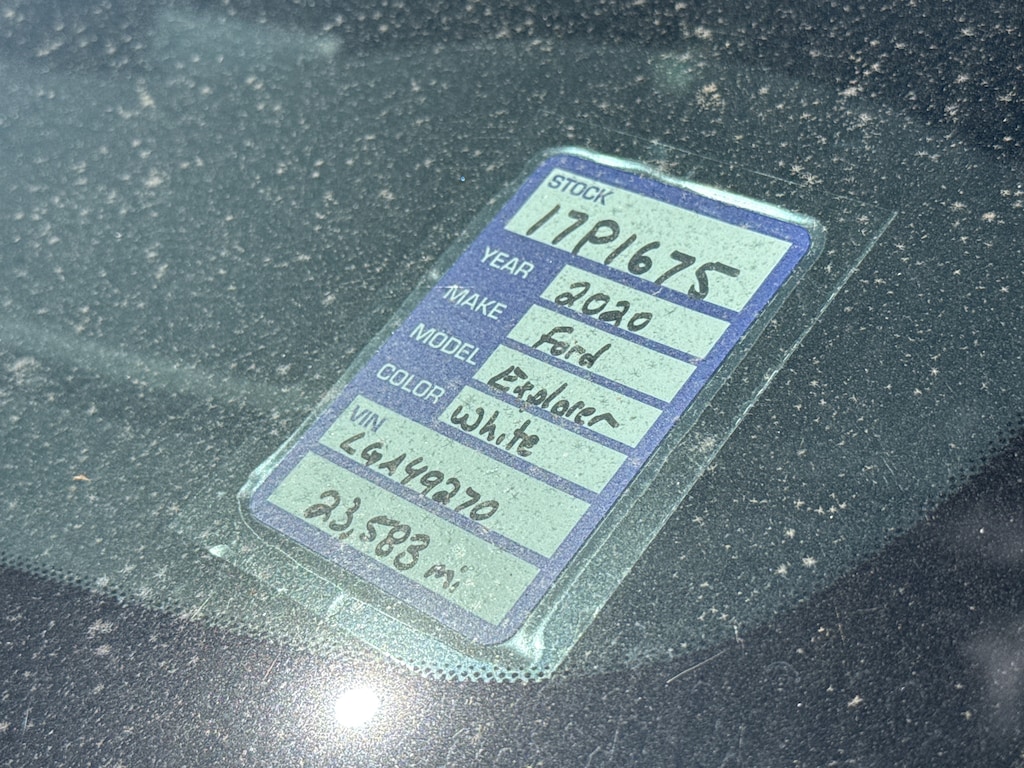 STOCK
17P1675
YEAR 2020
MAKE Ford
MODEL Explorer
COLOR White
VIN
LGA49270
23,583 mi